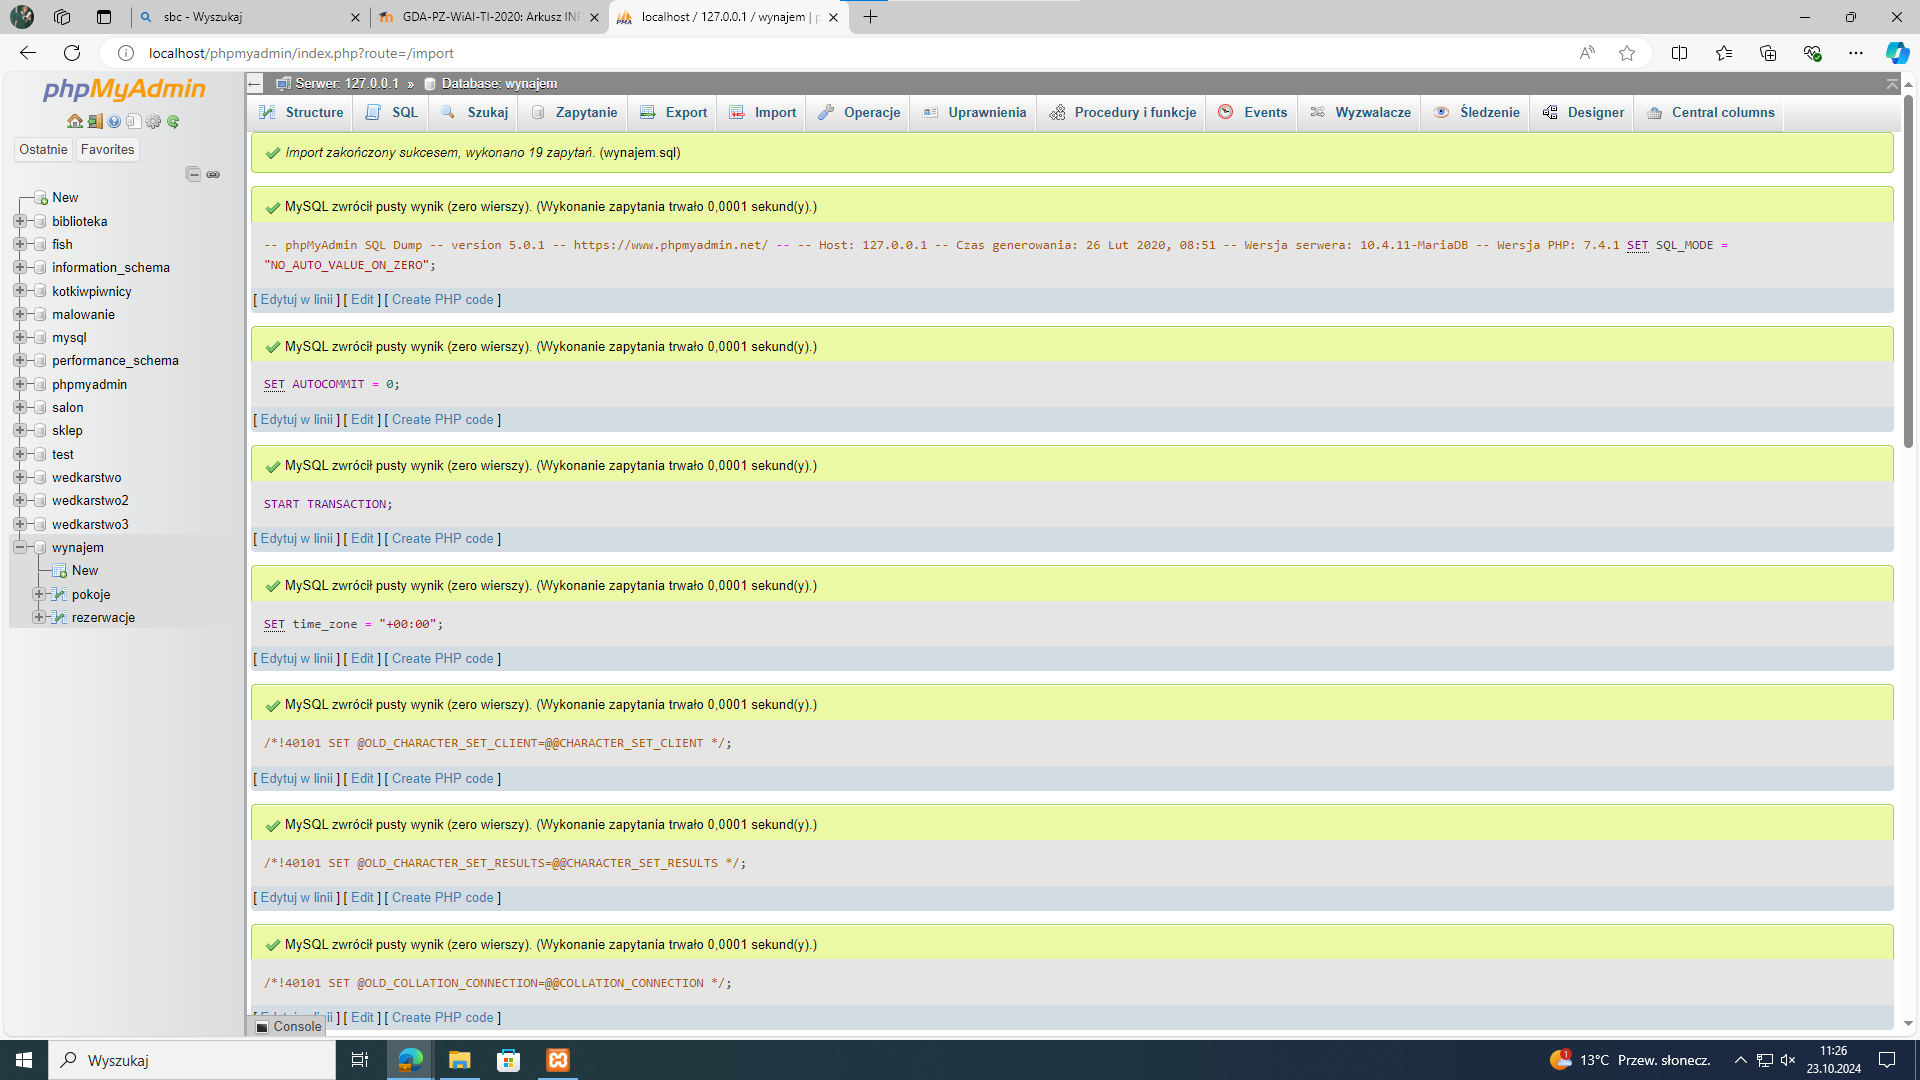 sbc - Wyszukaj
GDA-PZ-WiAI-TI-2020: Arkusz INF
localhost / 127.0.0.1 / wynajem | p
localhost/phpmyadmin/index.php?route=/import
phpMyAdmin
Ostatnie
Favorites
New
biblioteka
fish
information_schema
kotkiwpiwnicy
malowanie
mysql
performance_schema
phpmyadmin
salon
sklep
test
wedkarstwo
wedkarstwo2
wedkarstwo3
wynajem
New
pokoje
rezerwacje
Serwer: 127.0.0.1 » Database: wynajem
Structure SQL Szukaj Zapytanie Export Import Operacje Uprawnienia Procedury i funkcje Events Wyzwalacze Śledzenie Designer Central columns
Import zakończony sukcesem, wykonano 19 zapytań. (wynajem.sql)
MySQL zwrócił pusty wynik (zero wierszy). (Wykonanie zapytania trwało 0,0001 sekund(y).)
-- phpMyAdmin SQL Dump -- version 5.0.1 -- https://www.phpmyadmin.net/ -- -- Host: 127.0.0.1 -- Czas generowania: 26 Lut 2020, 08:51 -- Wersja serwera: 10.4.11-MariaDB -- Wersja PHP: 7.4.1 SET SQL_MODE =
"NO_AUTO_VALUE_ON_ZERO";
[ Edytuj w linii ] [ Edit ] [ Create PHP code ]
MySQL zwrócił pusty wynik (zero wierszy). (Wykonanie zapytania trwało 0,0001 sekund(y).)
SET AUTOCOMMIT = 0;
[ Edytuj w linii ] [ Edit ] [ Create PHP code ]
MySQL zwrócił pusty wynik (zero wierszy). (Wykonanie zapytania trwało 0,0001 sekund(y).)
START TRANSACTION;
[ Edytuj w linii ] [ Edit ] [ Create PHP code ]
MySQL zwrócił pusty wynik (zero wierszy). (Wykonanie zapytania trwało 0,0001 sekund(y).)
SET time_zone = "+00:00";
[ Edytuj w linii ] [ Edit ] [ Create PHP code ]
MySQL zwrócił pusty wynik (zero wierszy). (Wykonanie zapytania trwało 0,0001 sekund(y).)
/*!40101 SET @OLD_CHARACTER_SET_CLIENT=@@CHARACTER_SET_CLIENT */;
[ Edytuj w linii ] [ Edit ] [ Create PHP code ]
MySQL zwrócił pusty wynik (zero wierszy). (Wykonanie zapytania trwało 0,0001 sekund(y).)
/*!40101 SET @OLD_CHARACTER_SET_RESULTS=@@CHARACTER_SET_RESULTS */;
[ Edytuj w linii ] [ Edit ] [ Create PHP code ]
MySQL zwrócił pusty wynik (zero wierszy). (Wykonanie zapytania trwało 0,0001 sekund(y).)
/*!40101 SET @OLD_COLLATION_CONNECTION=@@COLLATION_CONNECTION */;
] [ Edit ] [ Create PHP code ]
Console
Wyszukaj
1
13°C Przew. słonecz.
11:26
23.10.2024